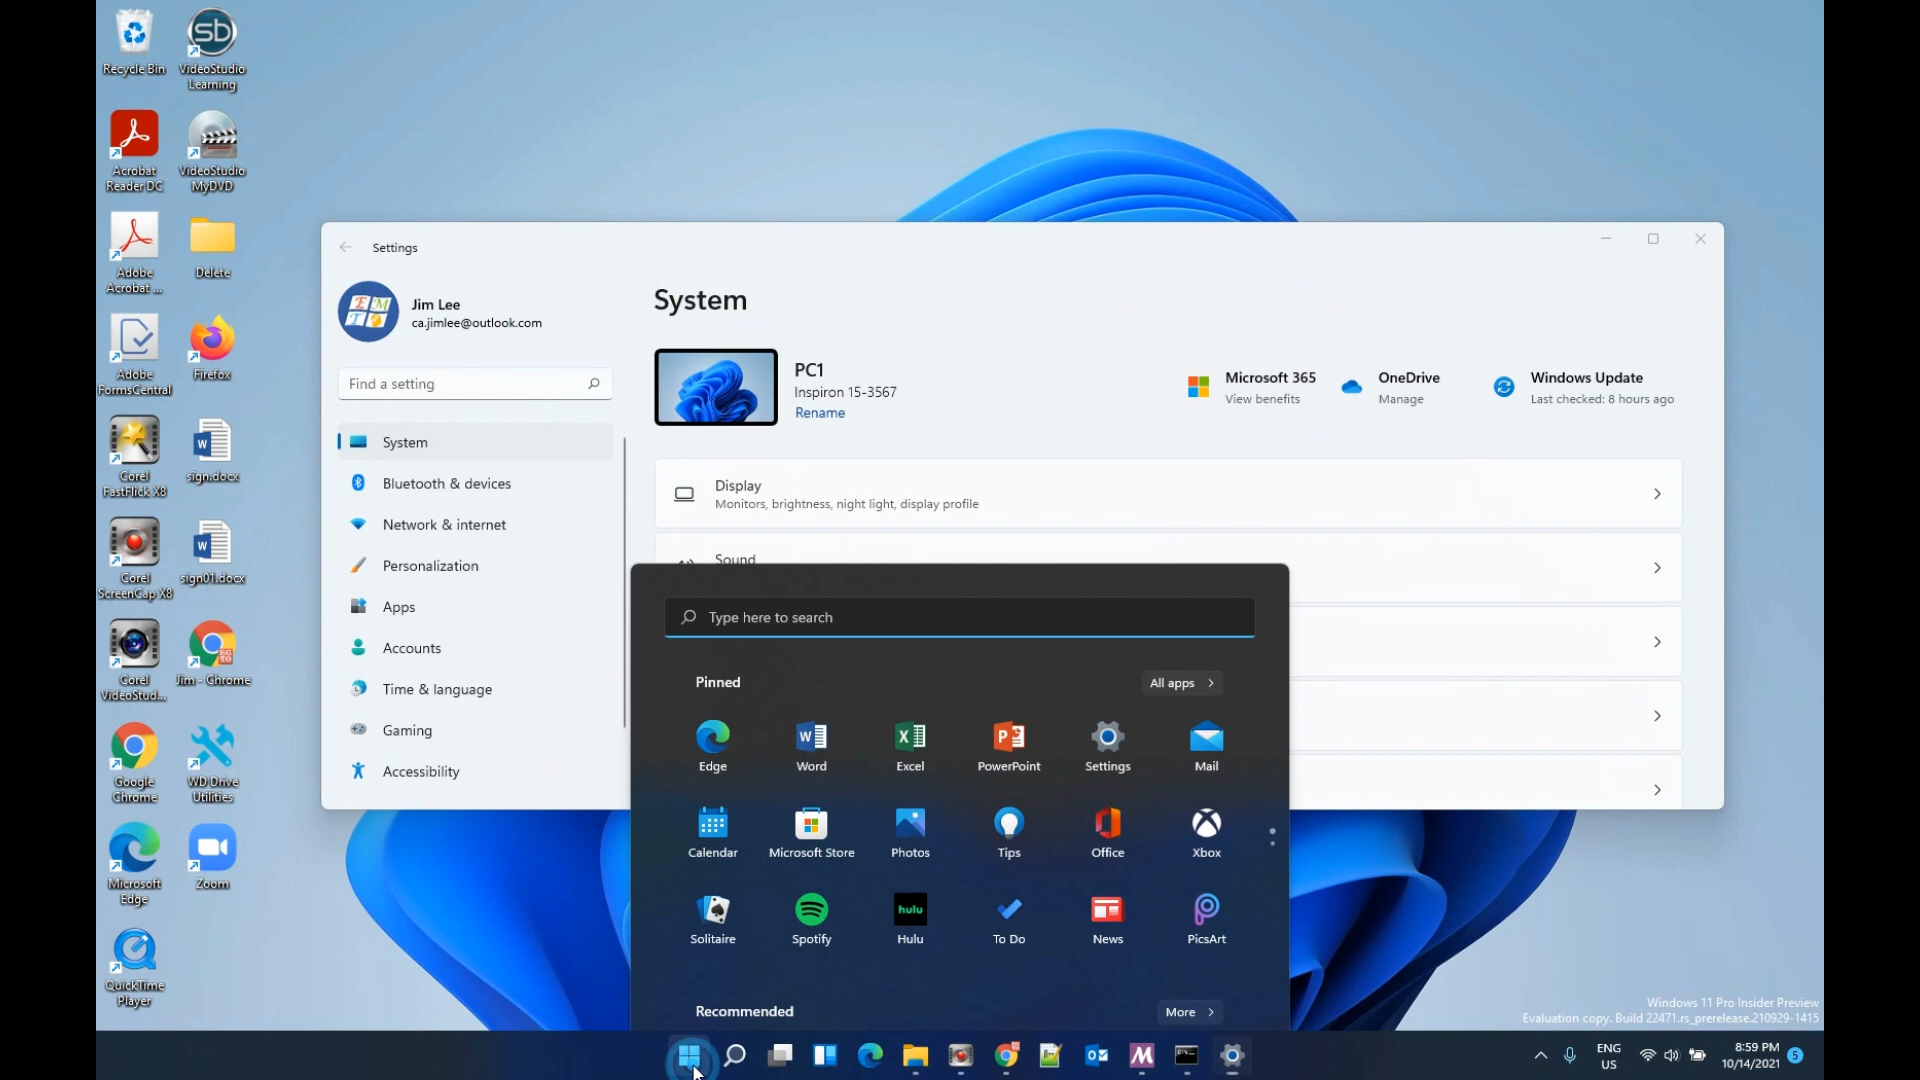 Recycle Bin
VideoStudio
Learning
Acrobat
Reader DC
VideoStudio
MyDVD
Adobe
Acrobat ...
Delete
Adobe
FormsCentral
Firefox
Corel
FastFlick X8
sign.docx
Corel
ScreenCap X8
sign01.docx
Corel
VideoStud...
Jim - Chrome
Google
Chrome
WD Drive
Utilities
Microsoft
Edge
Zoom
QuickTime
Player
Settings
Jim Lee
ca.jimlee@outlook.com
Find a setting
System
Bluetooth & devices
Network & internet
Personalization
Apps
Accounts
Time & language
Gaming
Accessibility
System
PC1
Inspiron 15-3567
Rename
Microsoft 365
View benefits
OneDrive
Manage
Windows Update
Last checked: 8 hours ago
Display
Monitors, brightness, night light, display profile
Sound
Type here to search
Pinned
All apps
Edge
Word
Excel
PowerPoint
Settings
Mail
Calendar
Microsoft Store
Photos
Tips
Office
Xbox
Solitaire
Spotify
hulu
Hulu
To Do
News
PicsArt
Recommended
More
Windows 11 Pro Insider Preview
Evaluation copy. Build 22471.rs_prerelease.210929-1415
ENG
US
8:59 PM
10/14/2021
5